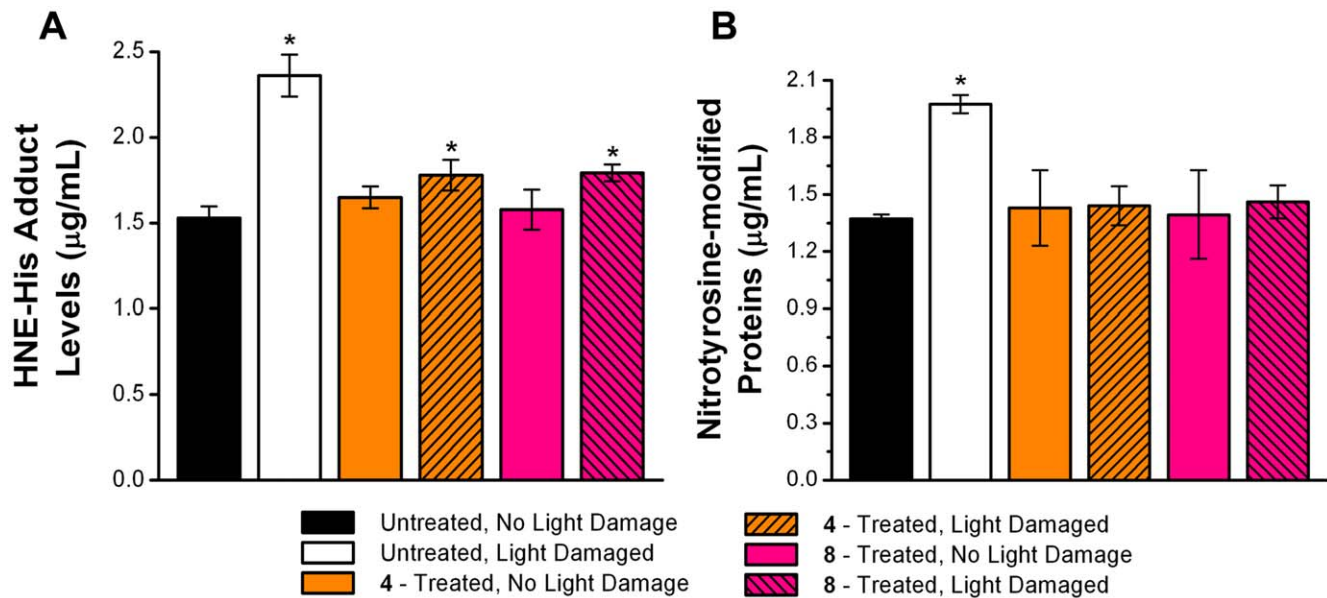 A
HNE-His Adduct
Levels (μg/mL)
2.5
2.0
1.5
1.0
0.5
0.0
*
*
*
B
Nitrotyrosine-modified
Proteins (μg/mL)
2.1
1.8
1.5
1.2
0.9
0.6
0.3
0.0
*
Untreated, No Light Damage
Untreated, Light Damaged
4 - Treated, No Light Damage
4 - Treated, Light Damaged
8 - Treated, No Light Damage
8 - Treated, Light Damaged